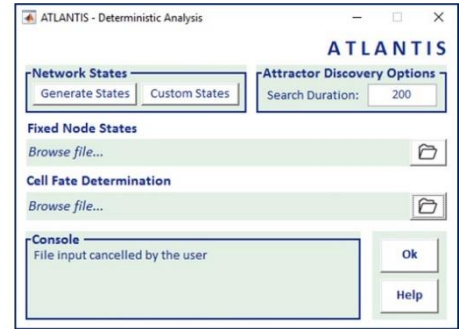 ATLANTIS - Deterministic Analysis
ATLANTIS
Network States
Generate States Custom States
Attractor Discovery Options
Search Duration: 200
Fixed Node States
Browse file...
Cell Fate Determination
Browse file...
Console
File input cancelled by the user
Ok
Help